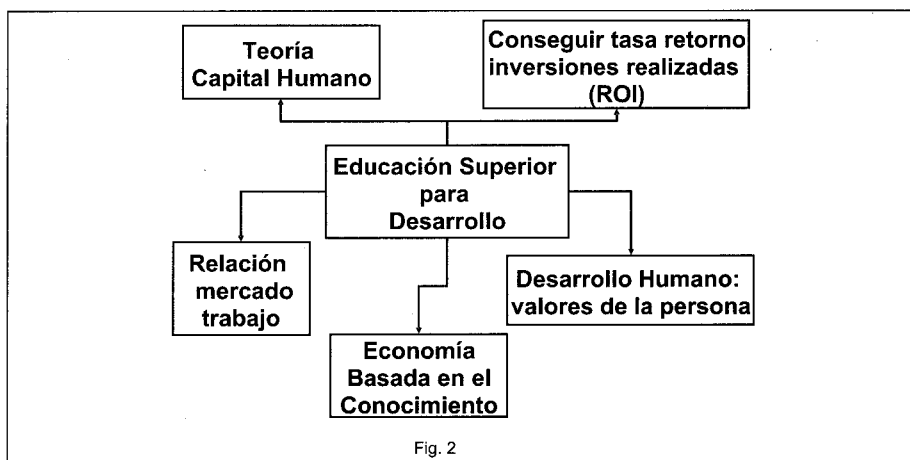 Teoría
Capital Humano
Conseguir tasa retorno
inversiones realizadas
(ROI)
Educación Superior
para
Desarrollo
Relación
mercado
trabajo
Desarrollo Humano:
valores de la persona
Economía
Basada en el
Conocimiento
Fig. 2